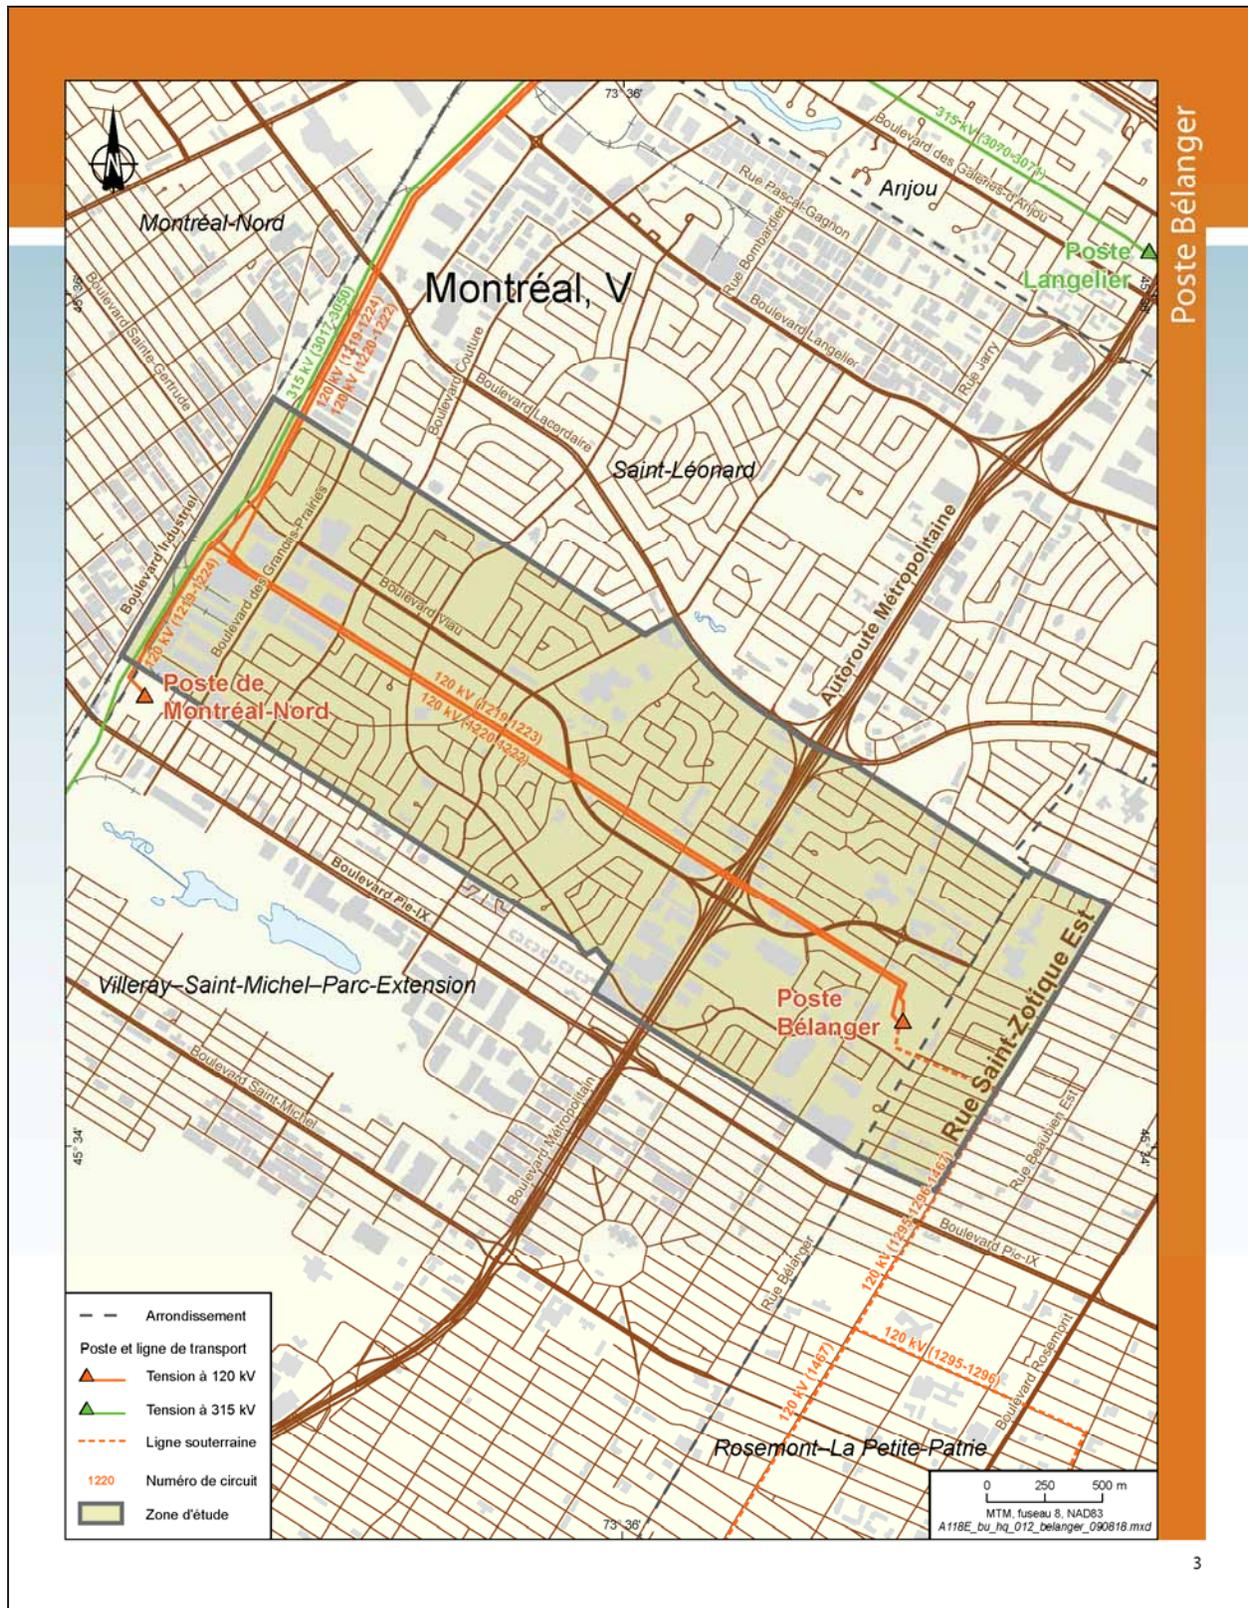 Poste Bélanger
73° 36'
315 kV (3070-3071)
Boulevard des Galeries-d'Anjou
Anjou
Rue Pascal-Gagnon
Montréal-Nord
Rue Bombardier
Poste
Langelier
45° 36'
45° 36'
Montréal, V
Boulevard Sainte-Gertrude
315 kV (3017-3050)
120 kV (1219-1224)
120 kV (1220-1222)
Boulevard Langelier
Boulevard Couture
Rue Jarry
Boulevard Lacordaire
Saint-Léonard
Boulevard Industriel
Boulevard des Grandes-Prairies
Autoroute Métropolitaine
Boulevard Viau
120 kV (1219-1224)
Poste de
Montréal-Nord
120 kV (1219-1223)
120 kV (1220-1222)
Boulevard Pie-IX
Rue Saint-Zotique Est
Villeray–Saint-Michel–Parc-Extension
Poste
Bélanger
Boulevard Saint-Michel
Boulevard Métropolitain
Rue Beaubien Est
45° 34'
45° 34'
120 kV (1295-1296-1467)
Boulevard Pie-IX
Rue Bélanger
120 kV (1295-1296)
120 kV (1467)
Boulevard Rosemont
Rosemont–La Petite-Patrie
Arrondissement
Poste et ligne de transport
Tension à 120 kV
Tension à 315 kV
Ligne souterraine
1220 Numéro de circuit
Zone d'étude
73° 36'
0 250 500 m
MTM, fuseau 8, NAD83
A118E_bu_hq_012_belanger_090818.mxd
N
3